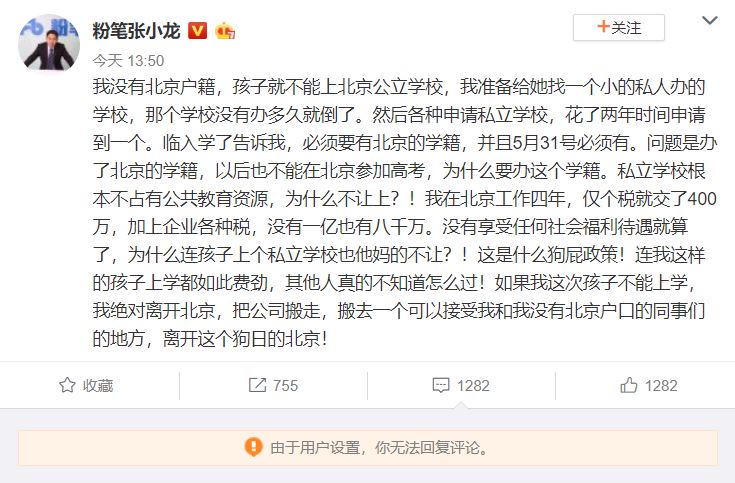 粉笔张小龙
+关注
今天 13:50
我没有北京户籍，孩子就不能上北京公立学校，我准备给她找一个小的私人办的
学校，那个学校没有办多久就倒了。然后各种申请私立学校，花了两年时间申请
到一个。临入学了告诉我，必须要有北京的学籍，并且5月31号必须有。问题是办
了北京的学籍，以后也不能在北京参加高考，为什么要办这个学籍。私立学校根
本不占有公共教育资源，为什么不让上？！我在北京工作四年，仅个税就交了400
万，加上企业各种税，没有一亿也有八千万。没有享受任何社会福利待遇就算
了，为什么连孩子上个私立学校也他妈的不让？！这是什么狗屁政策！连我这样
的孩子上学都如此费劲，其他人真的不知道怎么过！如果我这次孩子不能上学，
我绝对离开北京，把公司搬走，搬去一个可以接受我和我没有北京户口的同事们
的地方，离开这个狗日的北京！
收藏 755 1282 1282
由于用户设置，你无法回复评论。